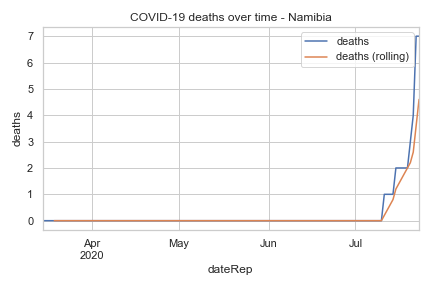 COVID-19 deaths over time - Namibia
deaths
deaths (rolling)
7
6
5
4
3
2
1
0
deaths
Apr
2020
May
Jun
Jul
dateRep